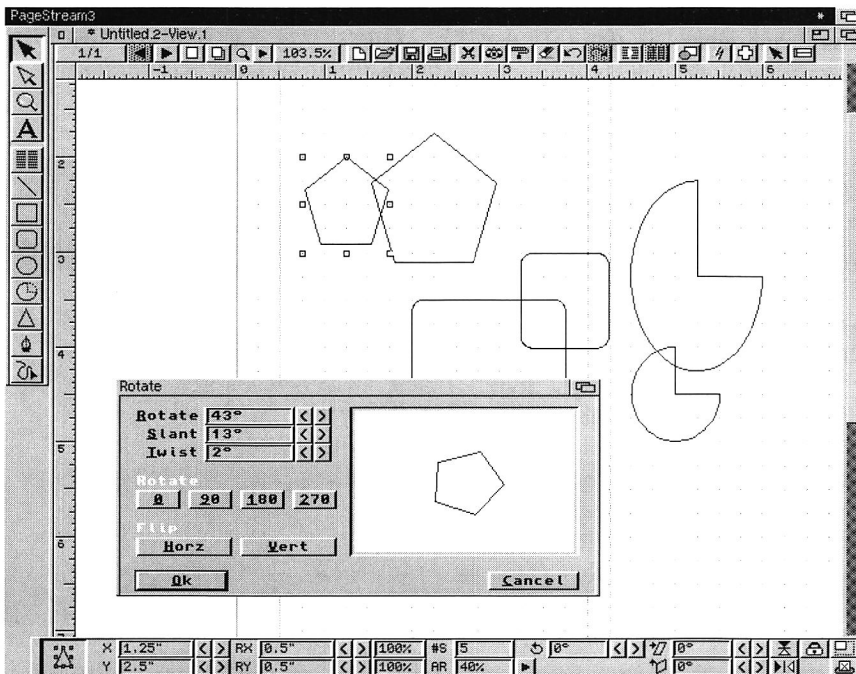 PageStream3
* Untitled.2-View.1
1/1 103.5%
-1 0 1 2 3 4 5 6
A
2
3
4
5
6
Rotate
Rotate 43°
Slant 13°
Twist 2°
Rotate
0 90 180 270
Flip
Horz Vert
Ok Cancel
X 1.25" RX 0.5" 100% #S 5 0° 0°
Y 2.5" RY 0.5" 100% AR 40% 0°